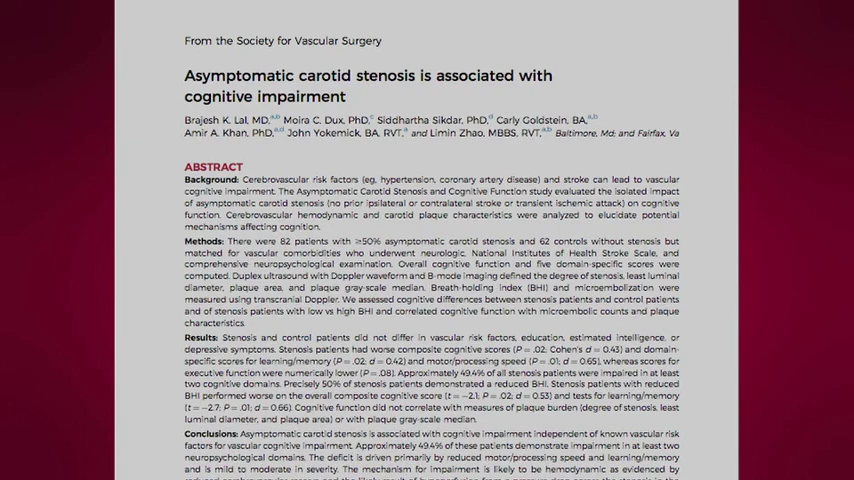 From the Society for Vascular Surgery
Asymptomatic carotid stenosis is associated with
cognitive impairment
Brajesh K. Lal, MD,a,b Moira C. Dux, PhD,c Siddhartha Sikdar, PhD,d Carly Goldstein, BA,a,b
Amir A. Khan, PhD,a,d John Yokemick, BA, RVT,a and Limin Zhao, MBBS, RVT,a,b Baltimore, Md; and Fairfax, Va
ABSTRACT
Background: Cerebrovascular risk factors (eg, hypertension, coronary artery disease) and stroke can lead to vascular
cognitive impairment. The Asymptomatic Carotid Stenosis and Cognitive Function study evaluated the isolated impact
of asymptomatic carotid stenosis (no prior ipsilateral or contralateral stroke or transient ischemic attack) on cognitive
function. Cerebrovascular hemodynamic and carotid plaque characteristics were analyzed to elucidate potential
mechanisms affecting cognition.
Methods: There were 82 patients with ≥50% asymptomatic carotid stenosis and 62 controls without stenosis but
matched for vascular comorbidities who underwent neurologic, National Institutes of Health Stroke Scale, and
comprehensive neuropsychological examination. Overall cognitive function and five domain-specific scores were
computed. Duplex ultrasound with Doppler waveform and B-mode imaging defined the degree of stenosis, least luminal
diameter, plaque area, and plaque gray-scale median. Breath-holding index (BHI) and microembolization were
measured using transcranial Doppler. We assessed cognitive differences between stenosis patients and control patients
and of stenosis patients with low vs high BHI and correlated cognitive function with microembolic counts and plaque
characteristics.
Results: Stenosis and control patients did not differ in vascular risk factors, education, estimated intelligence, or
depressive symptoms. Stenosis patients had worse composite cognitive scores (P = .02; Cohen's d = 0.43) and domain-
specific scores for learning/memory (P = .02; d = 0.42) and motor/processing speed (P = .01; d = 0.65), whereas scores for
executive function were numerically lower (P = .08). Approximately 49.4% of all stenosis patients were impaired in at least
two cognitive domains. Precisely 50% of stenosis patients demonstrated a reduced BHI. Stenosis patients with reduced
BHI performed worse on the overall composite cognitive score (t = −2.1; P = .02; d = 0.53) and tests for learning/memory
(t = −2.7; P = .01; d = 0.66). Cognitive function did not correlate with measures of plaque burden (degree of stenosis, least
luminal diameter, and plaque area) or with plaque gray-scale median.
Conclusions: Asymptomatic carotid stenosis is associated with cognitive impairment independent of known vascular risk
factors for vascular cognitive impairment. Approximately 49.4% of these patients demonstrate impairment in at least two
neuropsychological domains. The deficit is driven primarily by reduced motor/processing speed and learning/memory
and is mild to moderate in severity. The mechanism for impairment is likely to be hemodynamic as evidenced by